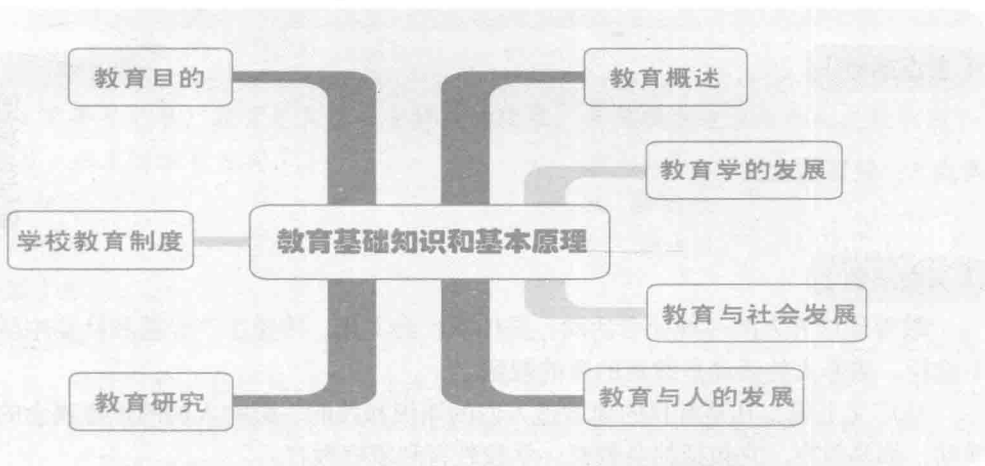 教育目的
教育概述
教育学的发展
学校教育制度
教育基础知识和基本原理
教育与社会发展
教育研究
教育与人的发展